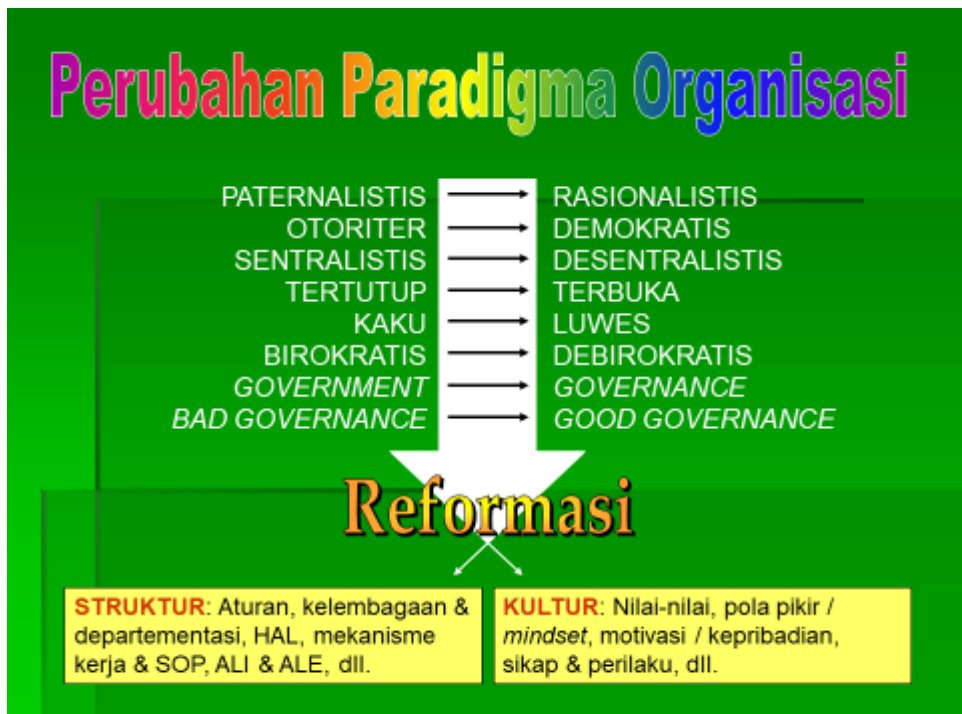 Perubahan Paradigma Organisasi
PATERNALISTIS RASIONALISTIS
OTORITER DEMOKRATIS
SENTRALISTIS DESENTRALISTIS
TERTUTUP TERBUKA
KAKU LUWES
BIROKRATIS DEBIROKRATIS
GOVERNMENT GOVERNANCE
BAD GOVERNANCE GOOD GOVERNANCE
Reformasi
STRUKTUR: Aturan, kelembagaan &
departementasi, HAL, mekanisme
kerja & SOP, ALI & ALE, dll.
KULTUR: Nilai-nilai, pola pikir /
mindset, motivasi / kepribadian,
sikap & perilaku, dll.